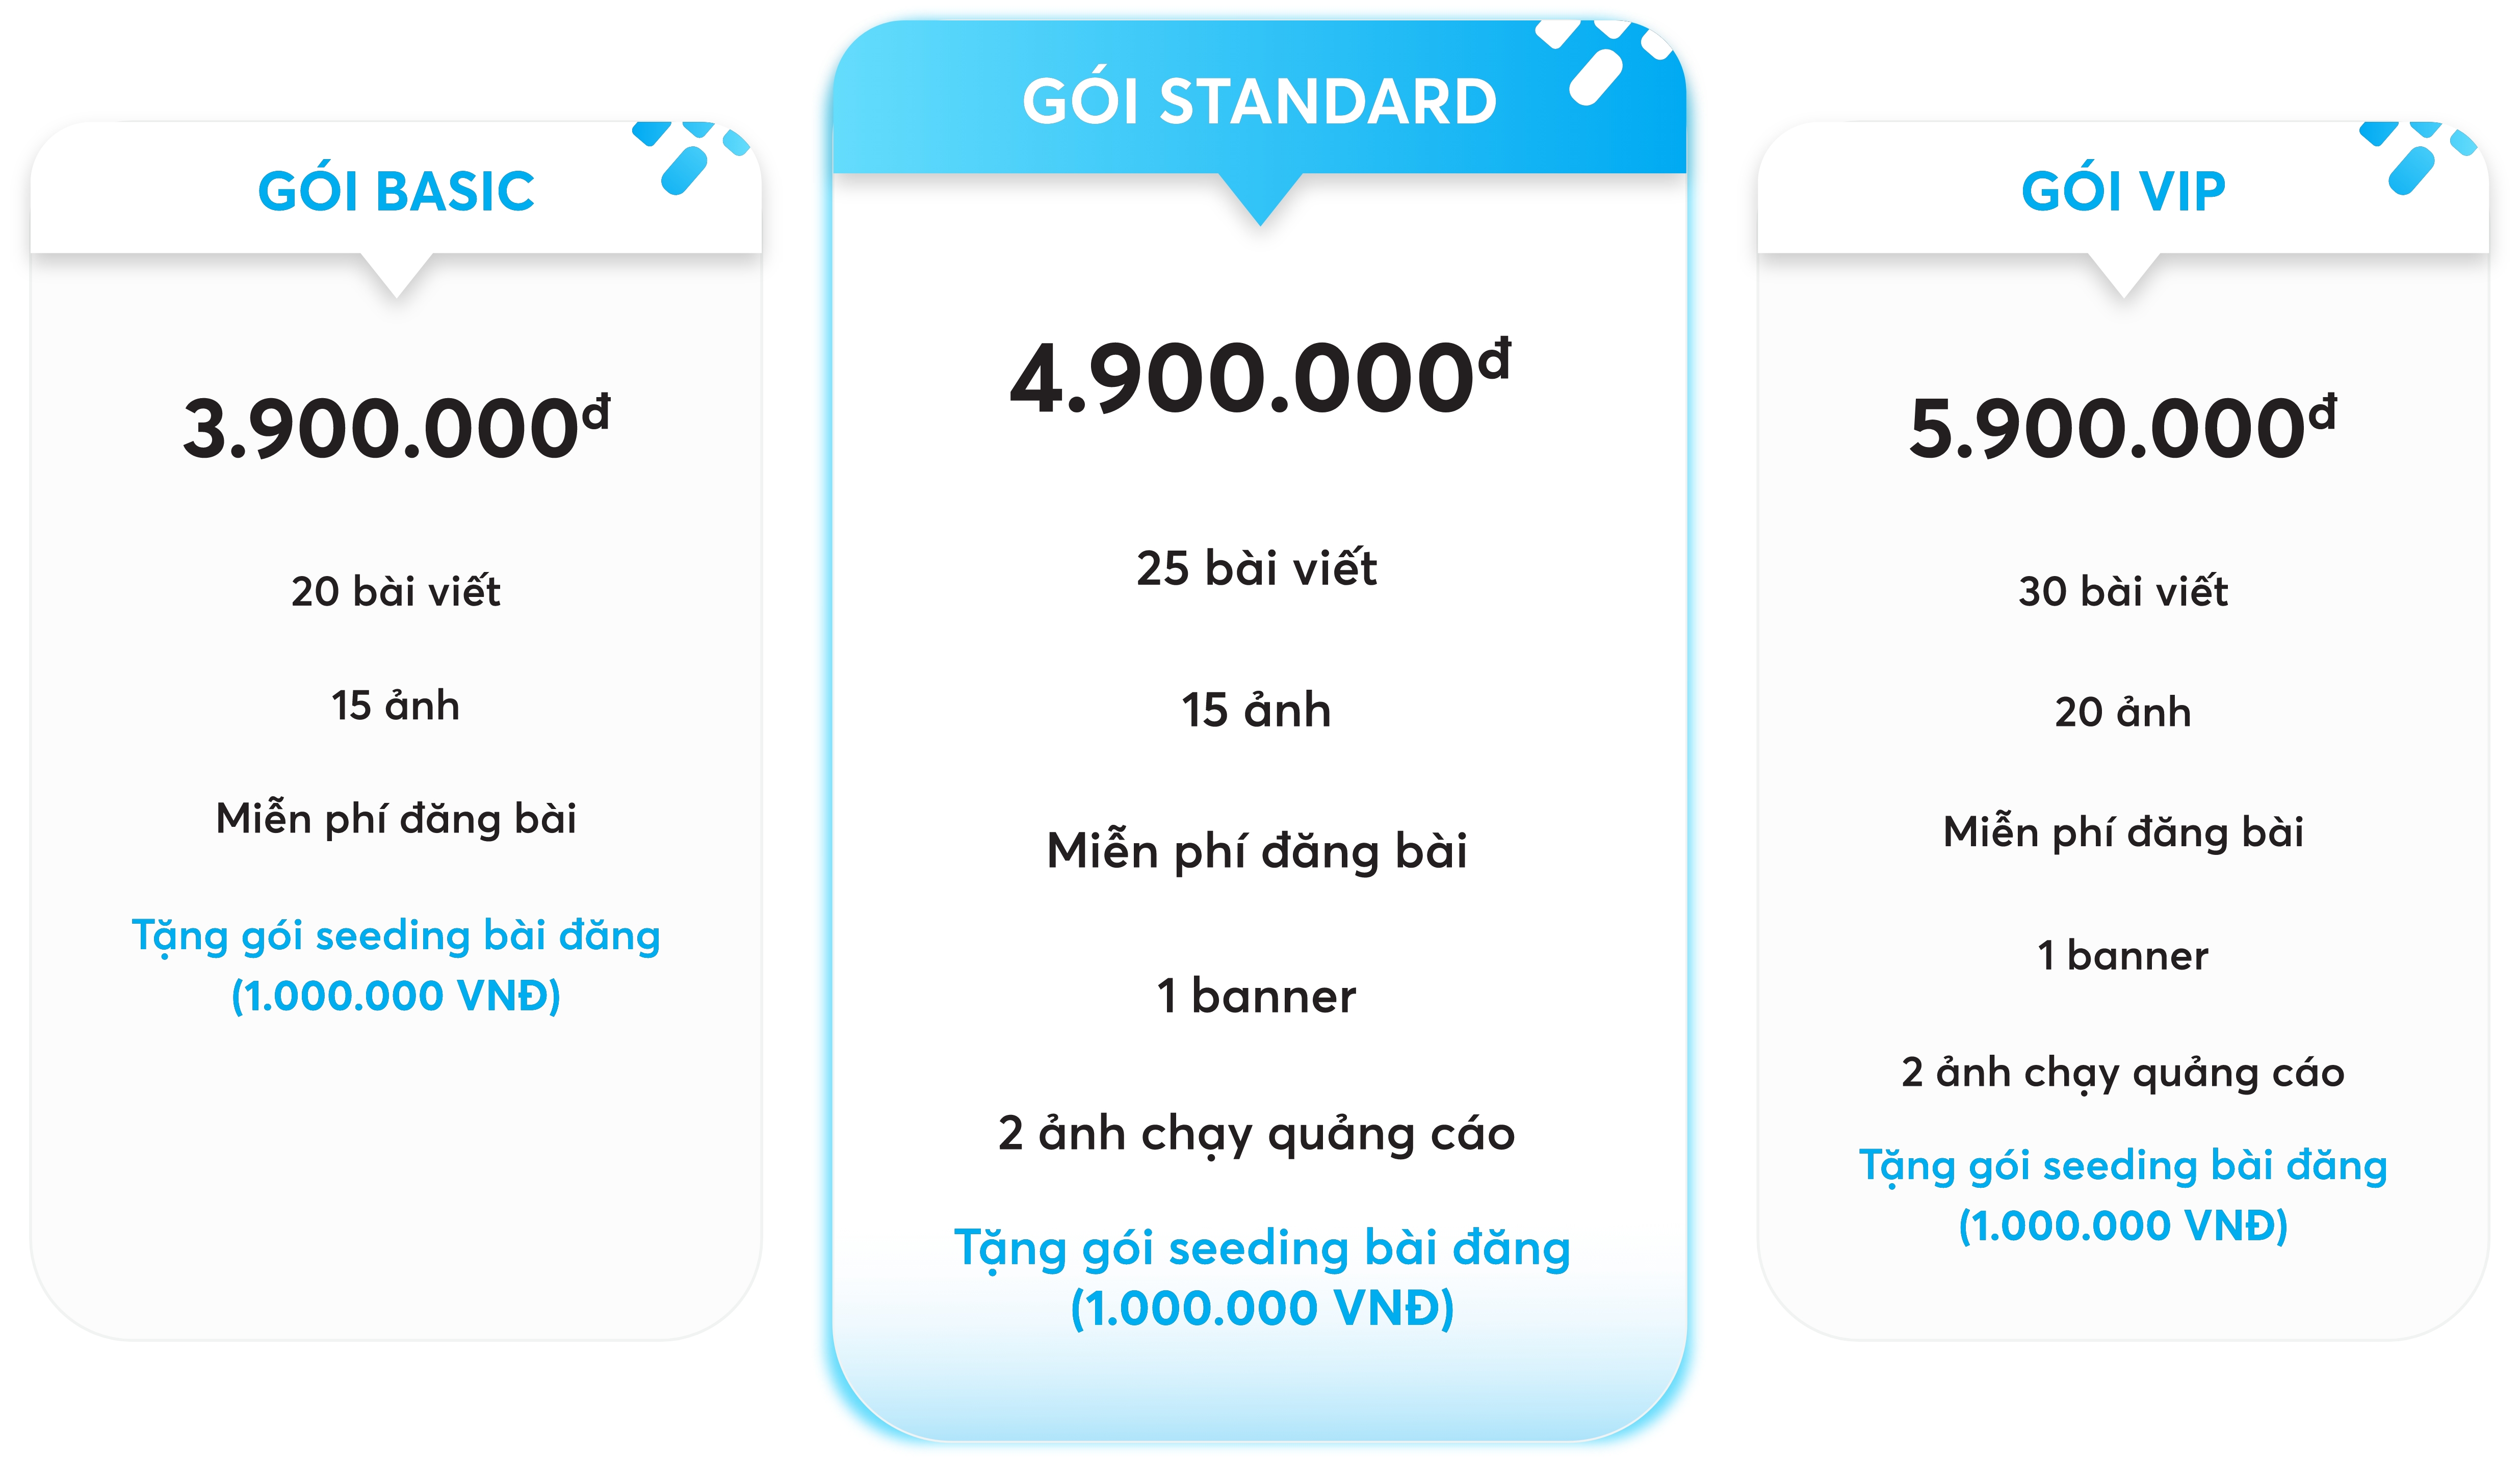 GÓI BASIC
3.900.000đ
20 bài viết
15 ảnh
Miễn phí đăng bài
Tặng gói seeding bài đăng
(1.000.000 VNĐ)
GÓI STANDARD
4.900.000đ
25 bài viết
15 ảnh
Miễn phí đăng bài
1 banner
2 ảnh chạy quảng cáo
Tặng gói seeding bài đăng
(1.000.000 VNĐ)
GÓI VIP
5.900.000đ
30 bài viết
20 ảnh
Miễn phí đăng bài
1 banner
2 ảnh chạy quảng cáo
Tặng gói seeding bài đăng
(1.000.000 VNĐ)